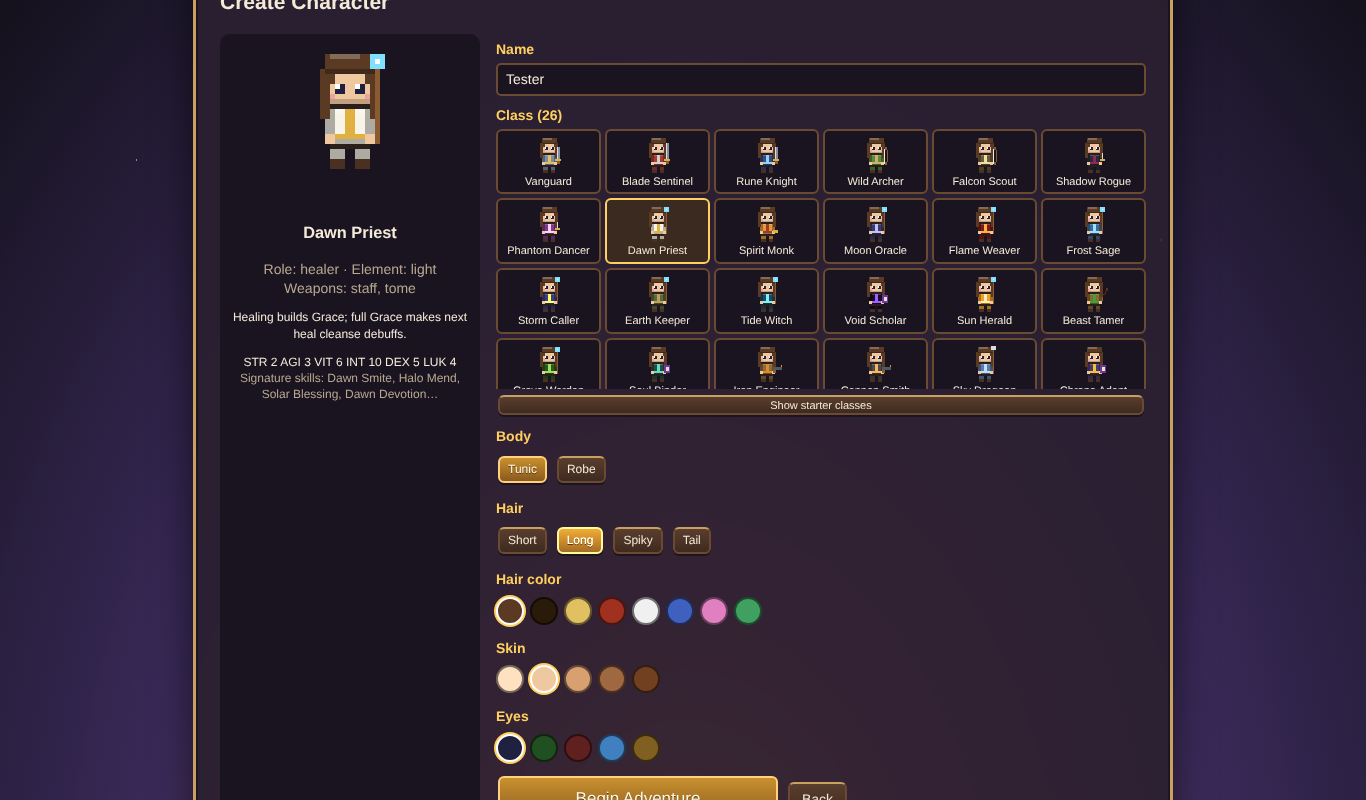 Create Character
Name
Tester
Class (26)
Vanguard
Blade Sentinel
Rune Knight
Wild Archer
Falcon Scout
Shadow Rogue
Phantom Dancer
Dawn Priest
Spirit Monk
Moon Oracle
Flame Weaver
Frost Sage
Storm Caller
Earth Keeper
Tide Witch
Void Scholar
Sun Herald
Beast Tamer
Show starter classes
Dawn Priest
Role: healer · Element: light
Weapons: staff, tome
Healing builds Grace; full Grace makes next
heal cleanse debuffs.
STR 2 AGI 3 VIT 6 INT 10 DEX 5 LUK 4
Signature skills: Dawn Smite, Halo Mend,
Solar Blessing, Dawn Devotion…
Body
Tunic
Robe
Hair
Short
Long
Spiky
Tail
Hair color
Skin
Eyes
Begin Adventure
Back